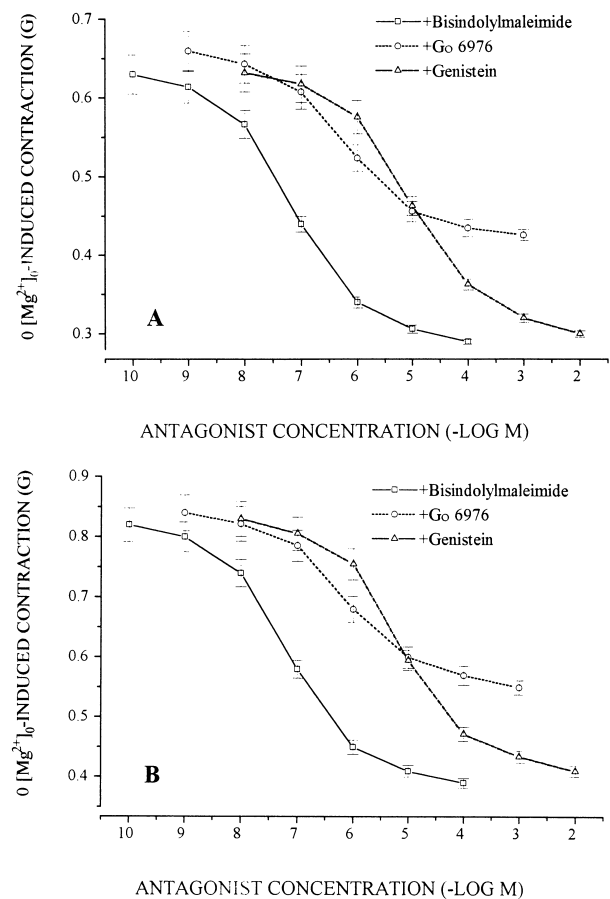 0.7
0.6
0.5
0.4
0.3
0 [Mg2+]0-INDUCED CONTRACTION (G)
+Bisindolylmaleimide
+Go 6976
+Genistein
A
10 9 8 7 6 5 4 3 2
ANTAGONIST CONCENTRATION (-LOG M)
0.9
0.8
0.7
0.6
0.5
0.4
0 [Mg2+]0-INDUCED CONTRACTION (G)
+Bisindolylmaleimide
+Go 6976
+Genistein
B
10 9 8 7 6 5 4 3 2
ANTAGONIST CONCENTRATION (-LOG M)